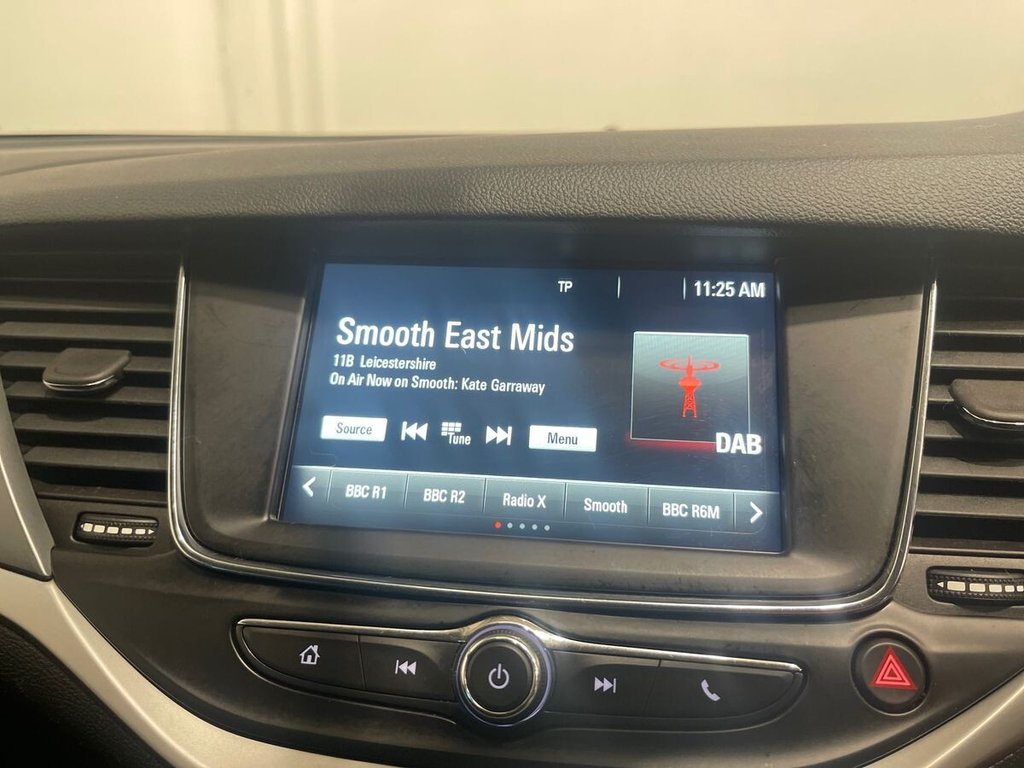 TP 11:25 AM
Smooth East Mids
11B Leicestershire
On Air Now on Smooth: Kate Garraway
DAB
Source Tune Menu
BBC R1 BBC R2 Radio X Smooth BBC R6M